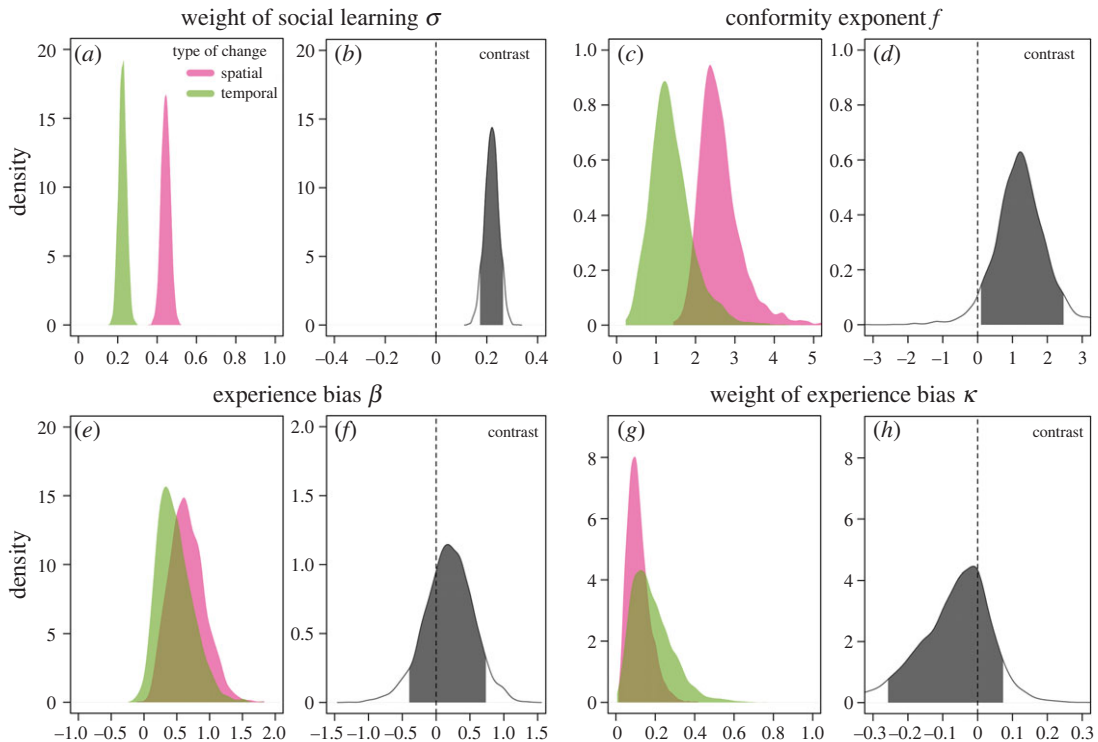 weight of social learning σ
conformity exponent f
(a)
type of change
spatial
temporal
(b)
contrast
(c)
(d)
contrast
20
15
10
5
0
20
15
10
5
0
1.0
0.8
0.6
0.4
0.2
0
1.0
0.8
0.6
0.4
0.2
0
density
0 0.2 0.4 0.6 0.8 1.0
−0.4 −0.2 0 0.2 0.4
0 1 2 3 4 5
−3 −2 −1 0 1 2 3
experience bias β
weight of experience bias κ
(e)
(f)
contrast
(g)
(h)
contrast
20
15
10
5
0
2.0
1.5
1.0
0.5
0
8
6
4
2
0
8
6
4
2
0
density
−1.0 −0.5 0 0.5 1.0 1.5 2.0
−1.5 −1.0 −0.5 0 0.5 1.0 1.5
0 0.2 0.4 0.6 0.8 1.0
−0.3 −0.2 −0.1 0 0.1 0.2 0.3